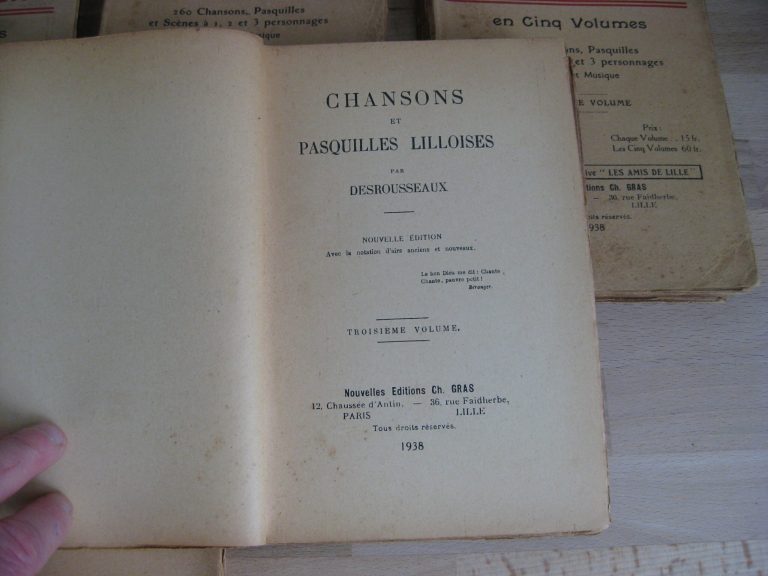 260 Chansons, Pasquilles
et Scènes à 1, 2 et 3 personnages
Musique
en Cinq Volumes
ns, Pasquilles
et 3 personnages
t Musique
E VOLUME
Prix :
Chaque Volume . . 15 fr.
Les Cinq Volumes 60 fr.
ive " LES AMIS DE LILLE "
tions Ch. GRAS
— 36, rue Faidherbe,
LILLE
its réservés.
938
CHANSONS
ET
PASQUILLES LILLOISES
PAR
DESROUSSEAUX
NOUVELLE ÉDITION
Avec la notation d'airs anciens et nouveaux.
Le bon Dieu me dit : Chante,
Chante, pauvre petit !
Béranger.
TROISIÈME VOLUME.
Nouvelles Editions Ch. GRAS
12, Chaussée d'Antin, — 36, rue Faidherbe,
PARIS LILLE
Tous droits réservés.
1938